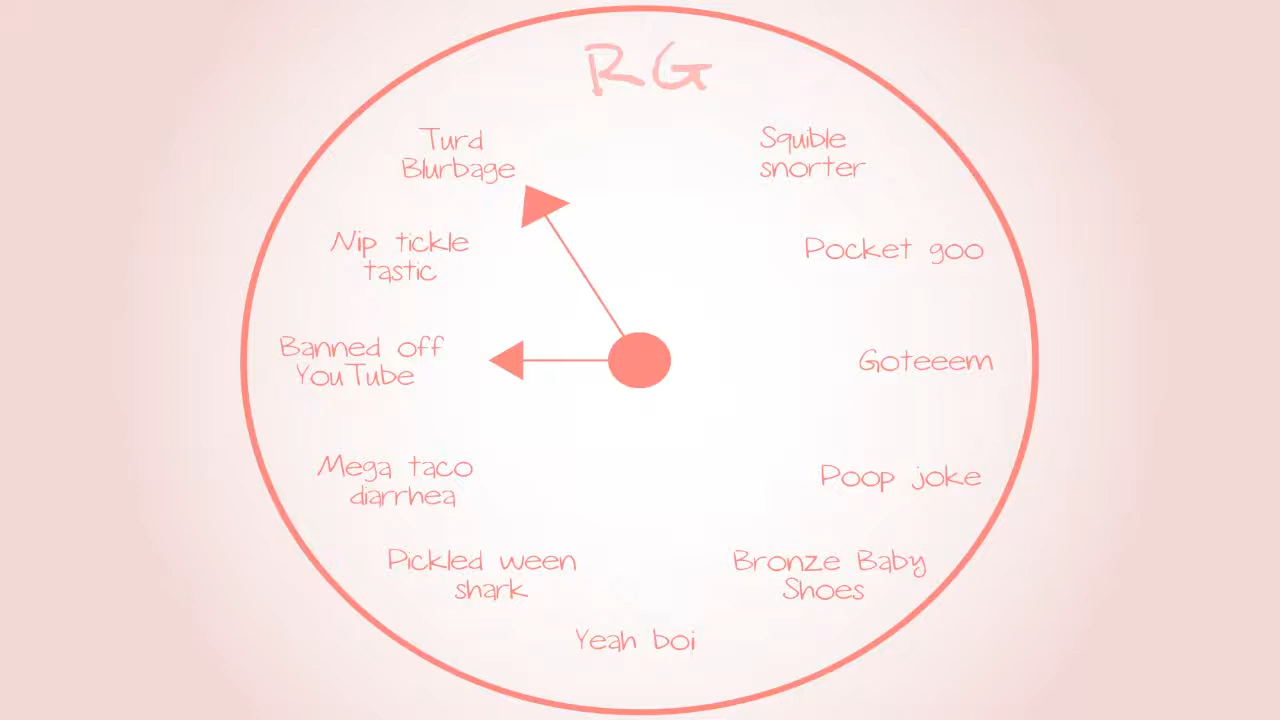 RG
Turd
Blurbage
Squible
snorter
Nip tickle
tastic
Pocket goo
Banned off
YouTube
Goteeem
Mega taco
diarrhea
Poop joke
Pickled ween
shark
Bronze Baby
Shoes
Yeah boi